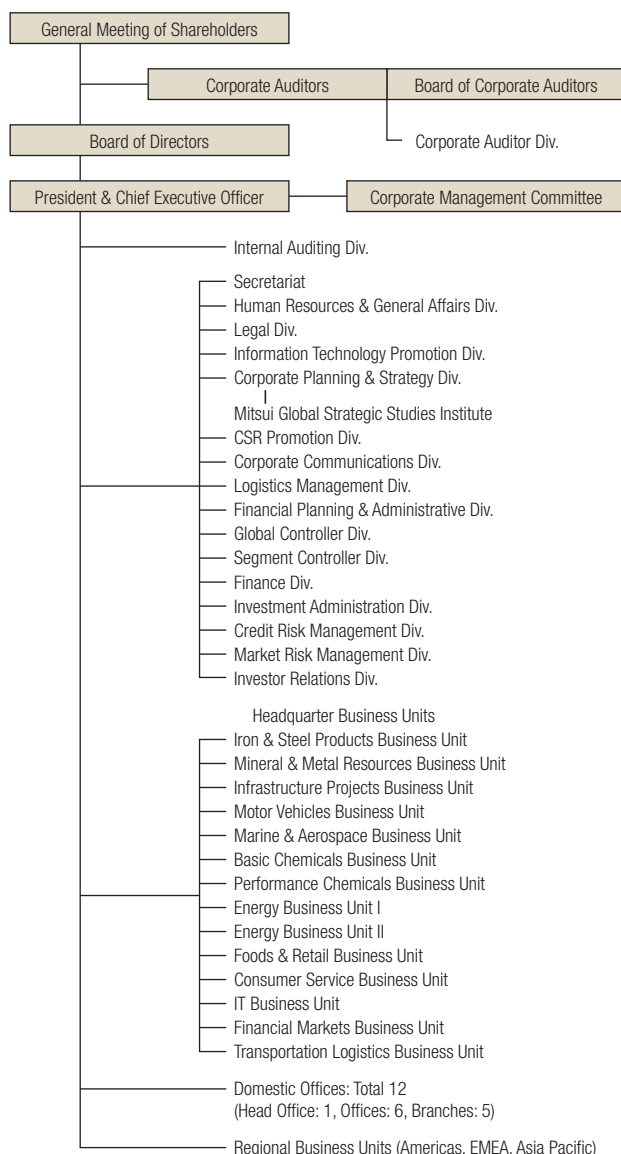 General Meeting of Shareholders
Corporate Auditors
Board of Corporate Auditors
Board of Directors
Corporate Auditor Div.
President & Chief Executive Officer
Corporate Management Committee
Internal Auditing Div.
Secretariat
Human Resources & General Affairs Div.
Legal Div.
Information Technology Promotion Div.
Corporate Planning & Strategy Div.
Mitsui Global Strategic Studies Institute
CSR Promotion Div.
Corporate Communications Div.
Logistics Management Div.
Financial Planning & Administrative Div.
Global Controller Div.
Segment Controller Div.
Finance Div.
Investment Administration Div.
Credit Risk Management Div.
Market Risk Management Div.
Investor Relations Div.
Headquarter Business Units
Iron & Steel Products Business Unit
Mineral & Metal Resources Business Unit
Infrastructure Projects Business Unit
Motor Vehicles Business Unit
Marine & Aerospace Business Unit
Basic Chemicals Business Unit
Performance Chemicals Business Unit
Energy Business Unit I
Energy Business Unit II
Foods & Retail Business Unit
Consumer Service Business Unit
IT Business Unit
Financial Markets Business Unit
Transportation Logistics Business Unit
Domestic Offices: Total 12
(Head Office: 1, Offices: 6, Branches: 5)
Regional Business Units (Americas, EMEA, Asia Pacific)